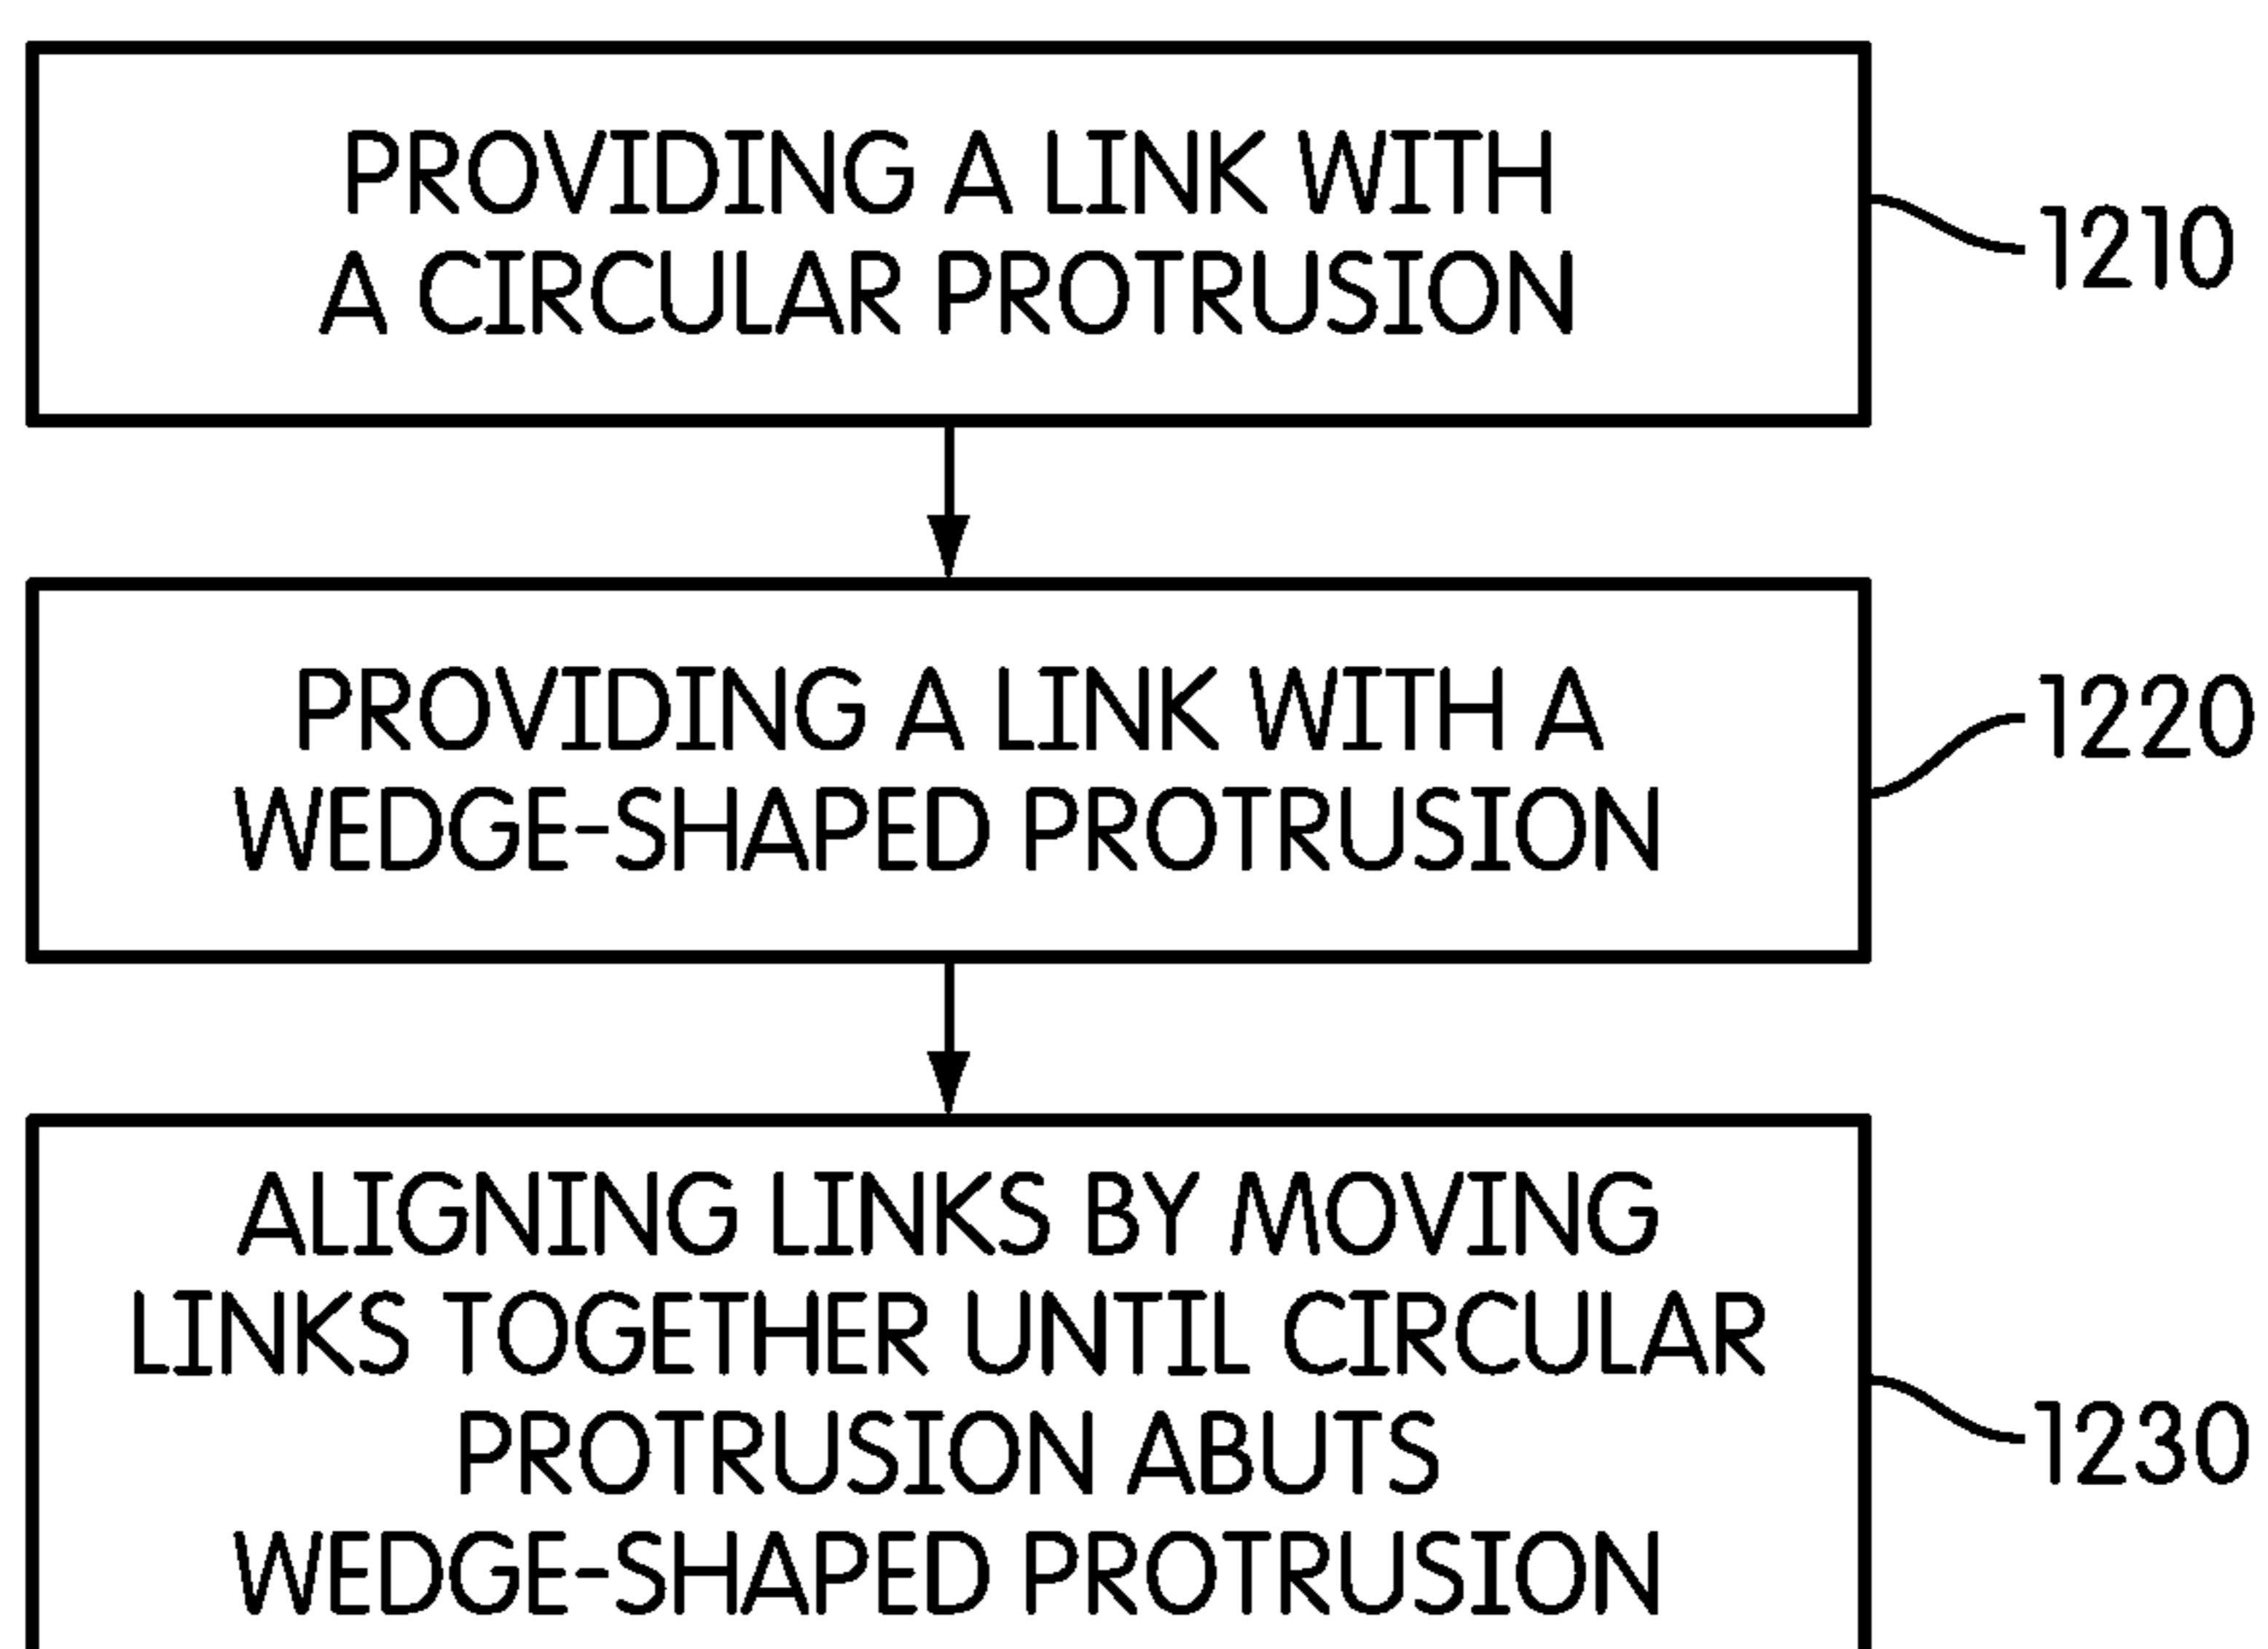 PROVIDING A LINK WITH
A CIRCULAR PROTRUSION
1210
PROVIDING A LINK WITH A
WEDGE-SHAPED PROTRUSION
1220
ALIGNING LINKS BY MOVING
LINKS TOGETHER UNTIL CIRCULAR
PROTRUSION ABUTS
WEDGE-SHAPED PROTRUSION
1230